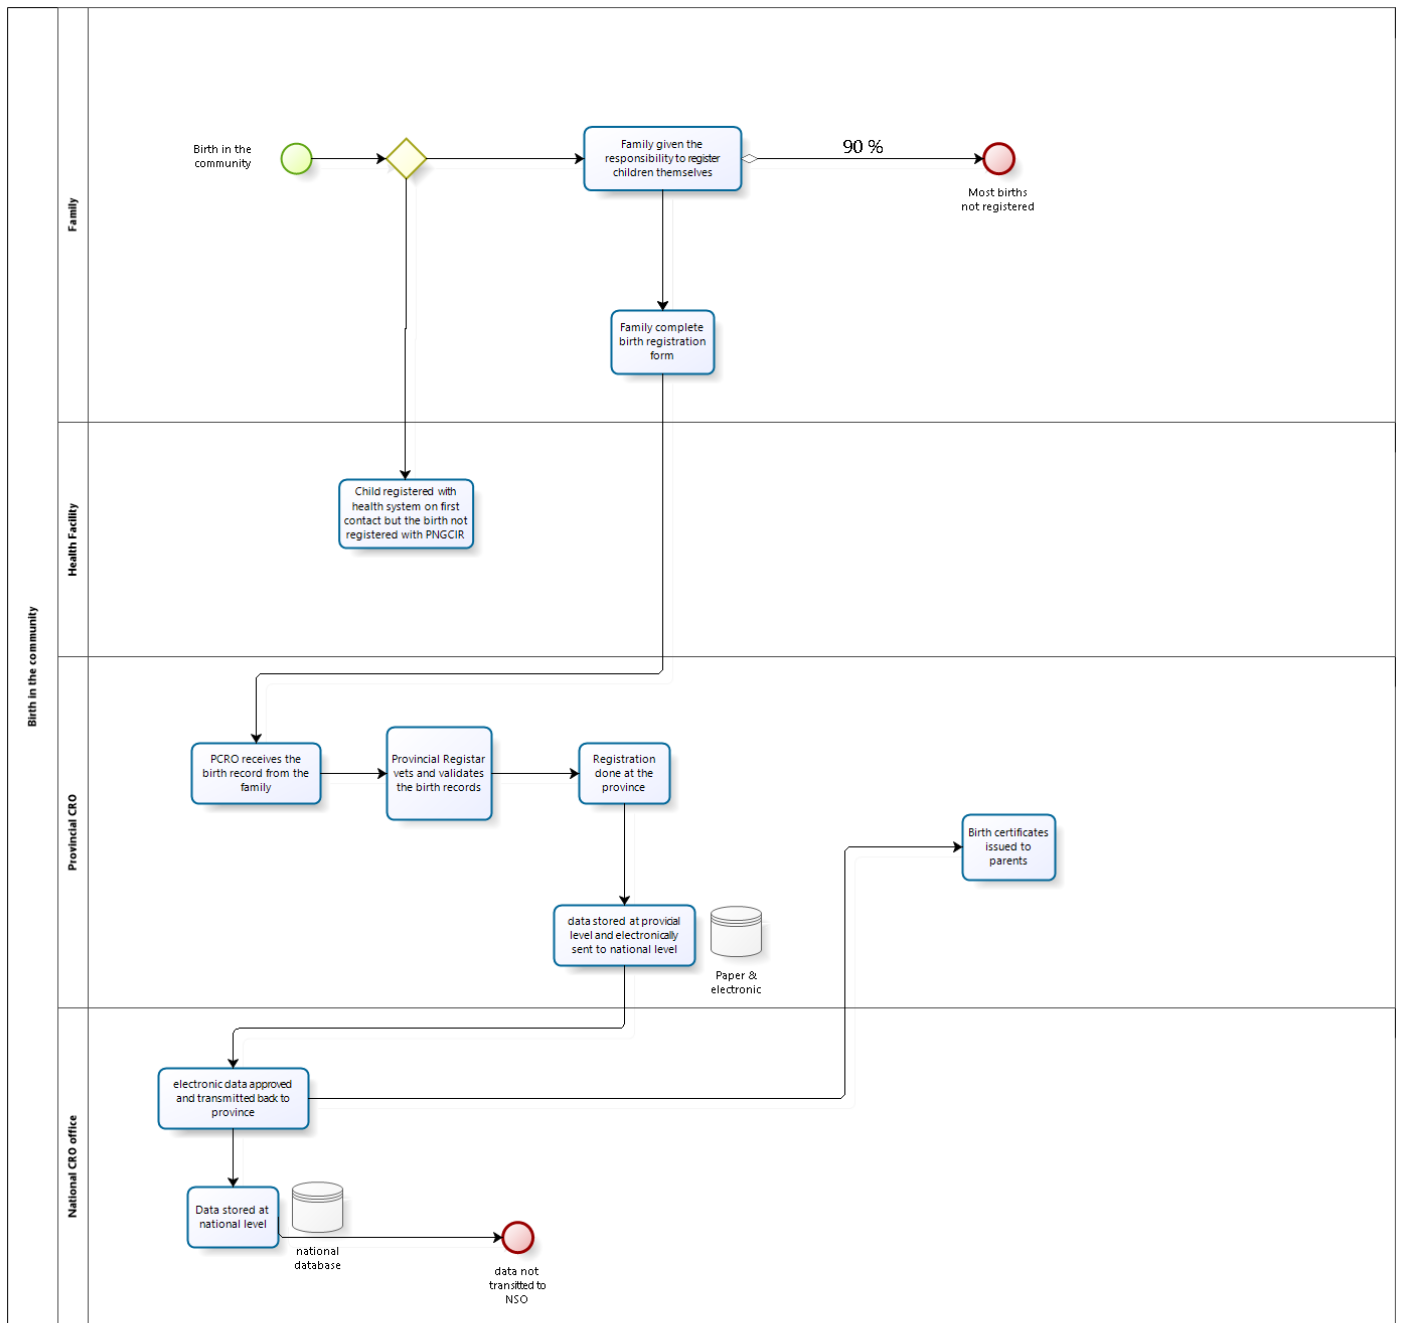 Birth in the community
Family
Birth in the
community
Family given the
responsibility to register
children themselves
90 %
Most births
not registered
Family complete
birth registration
form
Health Facility
Child registered with
health system on first
contact but the birth not
registered with PNGCIR
Provincial CRO
PCRO receives the
birth record from the
family
Provincial Registar
vets and validates
the birth records
Registration
done at the
province
Birth certificates
issued to
parents
data stored at provicial
level and electronically
sent to national level
Paper &
electronic
National CRO office
electronic data approved
and transmitted back to
province
Data stored at
national level
national
database
data not
transitted to
NSO